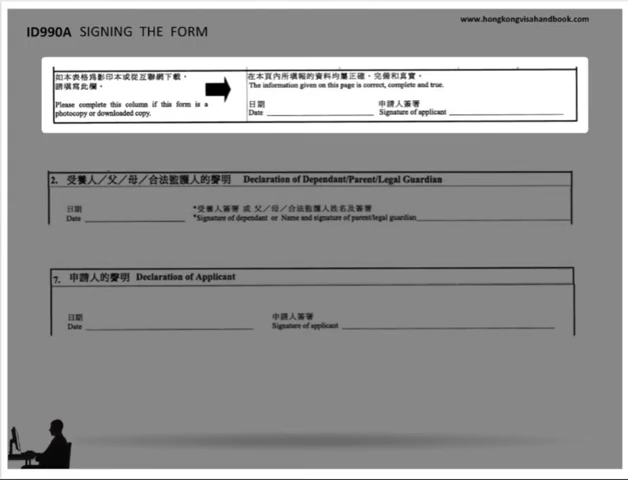 www.hongkongvisahandbook.com
ID990A SIGNING THE FORM
如本表格為影印本或從互聯網下載，
請填寫此欄。
Please complete this column if this form is a
photocopy or downloaded copy.
在本頁內所填報的資料均屬正確、完備和真實。
The information given on this page is correct, complete and true.
日期 申請人簽署
Date Signature of applicant
2. 受養人／父／母／合法監護人的聲明 Declaration of Dependant/Parent/Legal Guardian
日期 *受養人簽署 或 父／母／合法監護人姓名及簽署
Date *Signature of dependant or Name and signature of parent/legal guardian
7. 申請人的聲明 Declaration of Applicant
日期 申請人簽署
Date Signature of applicant